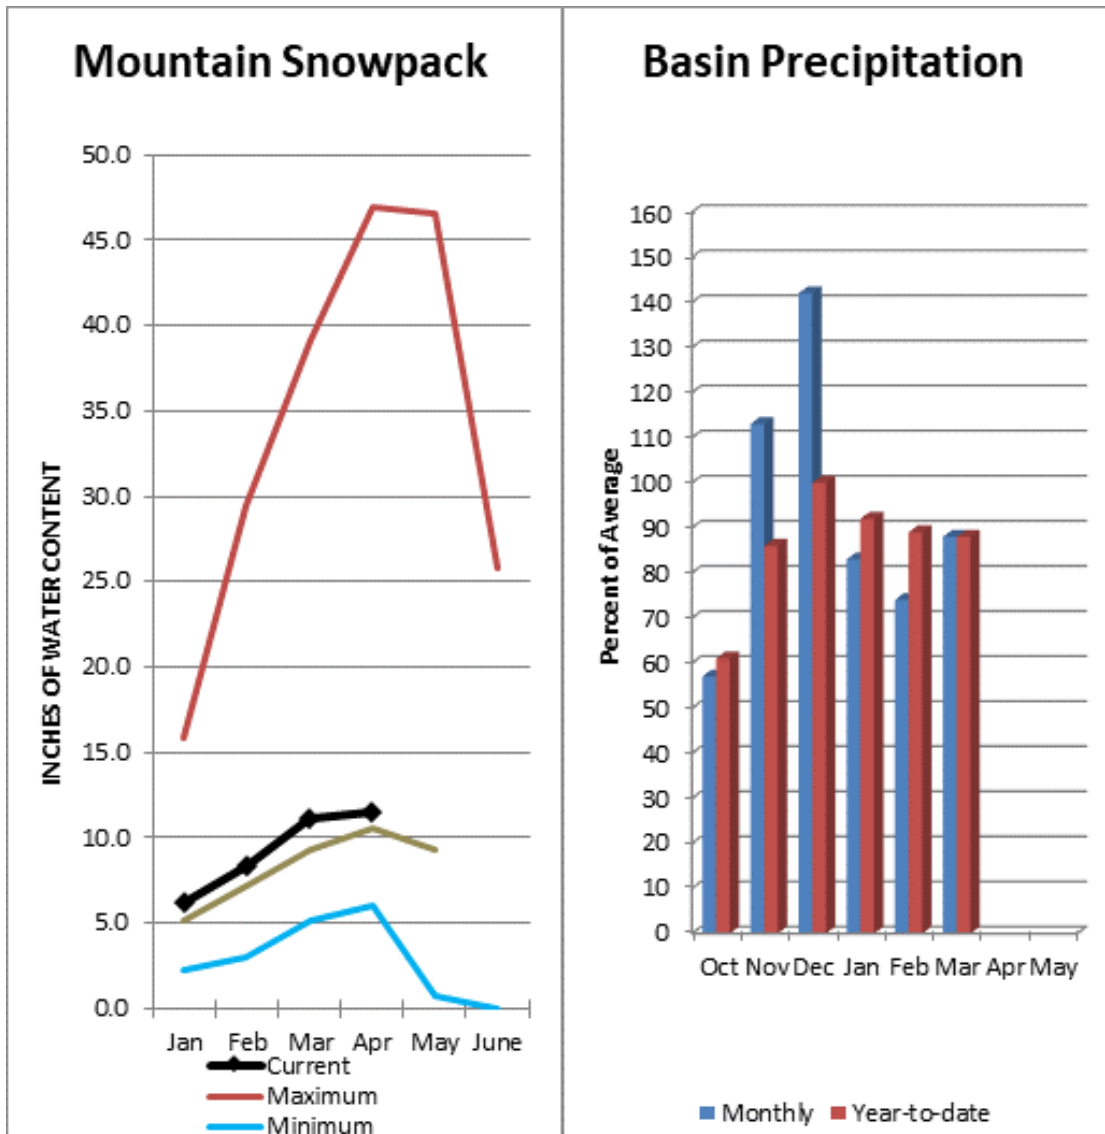 Mountain Snowpack
INCHES OF WATER CONTENT
50.0
45.0
40.0
35.0
30.0
25.0
20.0
15.0
10.0
5.0
0.0
Jan Feb Mar Apr May June
Current
Maximum
Minimum
Basin Precipitation
Percent of Average
160
150
140
130
120
110
100
90
80
70
60
50
40
30
20
10
0
Oct Nov Dec Jan Feb Mar Apr May
Monthly Year-to-date